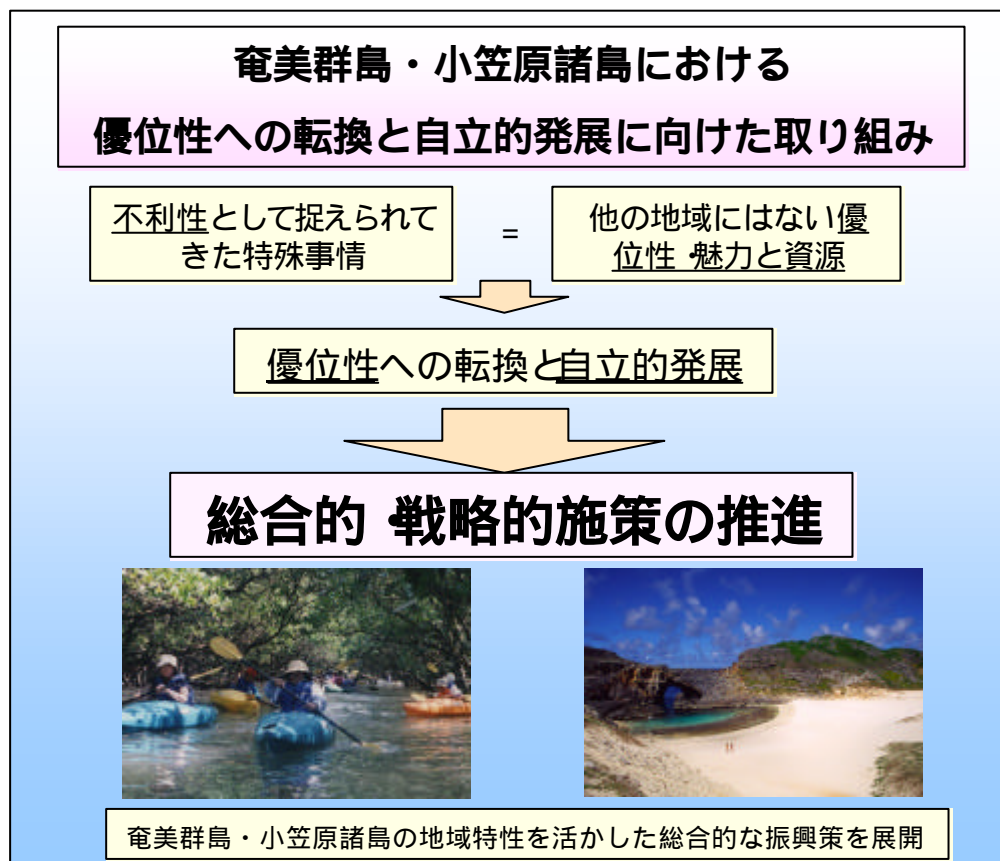 奄美群島・小笠原諸島における
優位性への転換と自立的発展に向けた取り組み
不利性として捉えられて
きた特殊事情
=
他の地域にはない優
位性・魅力と資源
優位性への転換と自立的発展
総合的・戦略的施策の推進
奄美群島・小笠原諸島の地域特性を活かした総合的な振興策を展開